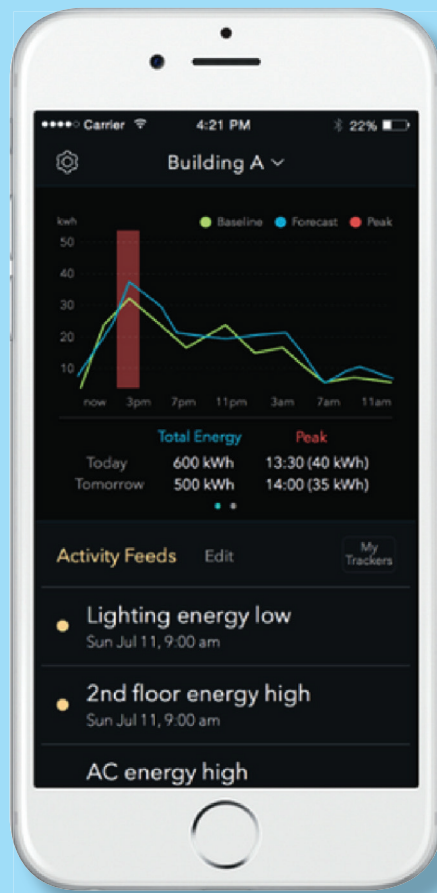 Carrier 4:21 PM 22%
Building A
kwh Baseline Forecast Peak
50
40
30
20
10
now 3pm 7pm 11pm 3am 7am 11am
Total Energy Peak
Today 600 kWh 13:30 (40 kWh)
Tomorrow 500 kWh 14:00 (35 kWh)
Activity Feeds Edit My Trackers
Lighting energy low
Sun Jul 11, 9:00 am
2nd floor energy high
Sun Jul 11, 9:00 am
AC energy high